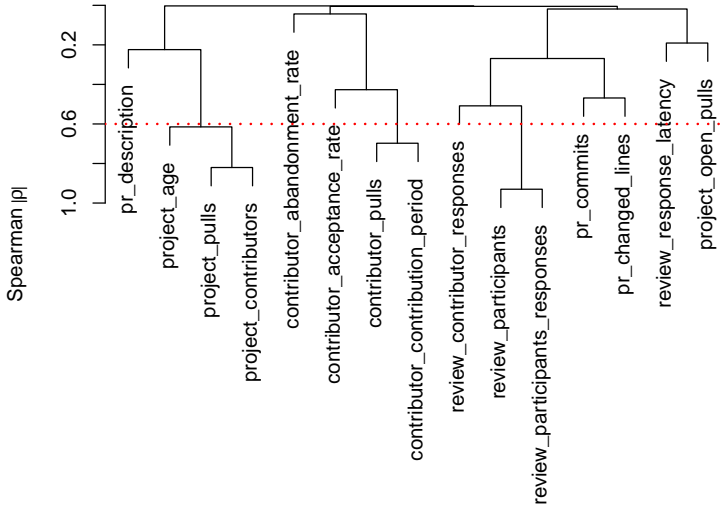 Spearman |ρ|
0.2
0.6
1.0
pr_description
project_age
project_pulls
project_contributors
contributor_abandonment_rate
contributor_acceptance_rate
contributor_pulls
contributor_contribution_period
review_contributor_responses
review_participants
review_participants_responses
pr_commits
pr_changed_lines
review_response_latency
project_open_pulls